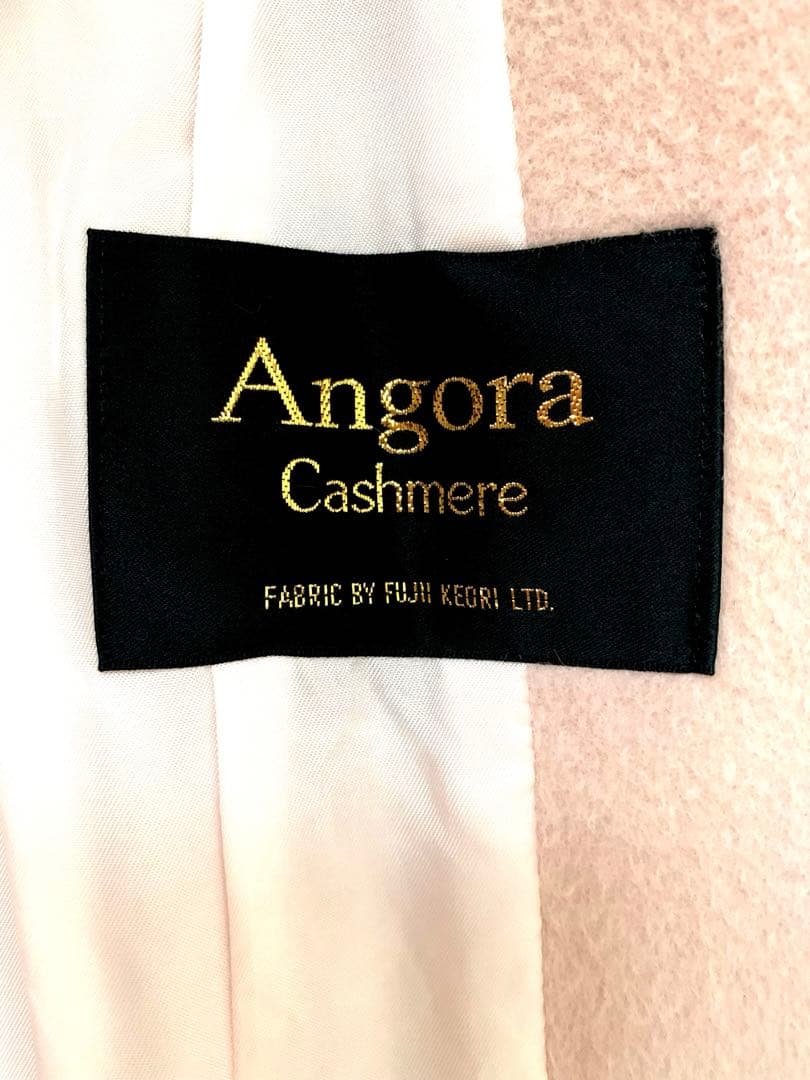 Angora
Cashmere
FABRIC BY FUJII KEORI LTD.